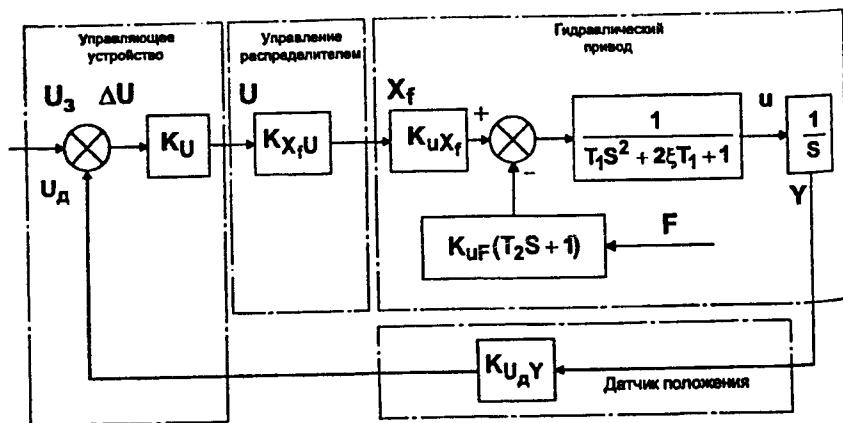 Управляющее
устройство
Управление
распределителем
Гидравлический
привод
U₃ ΔU
U
X_f
u
K_U
K_{X_fU}
K_{uX_f}
+
1
T₁S² + 2ξT₁ + 1
1
S
U_д
−
Y
K_{uF}(T₂S + 1)
F
K_{U_дY}
Датчик положения